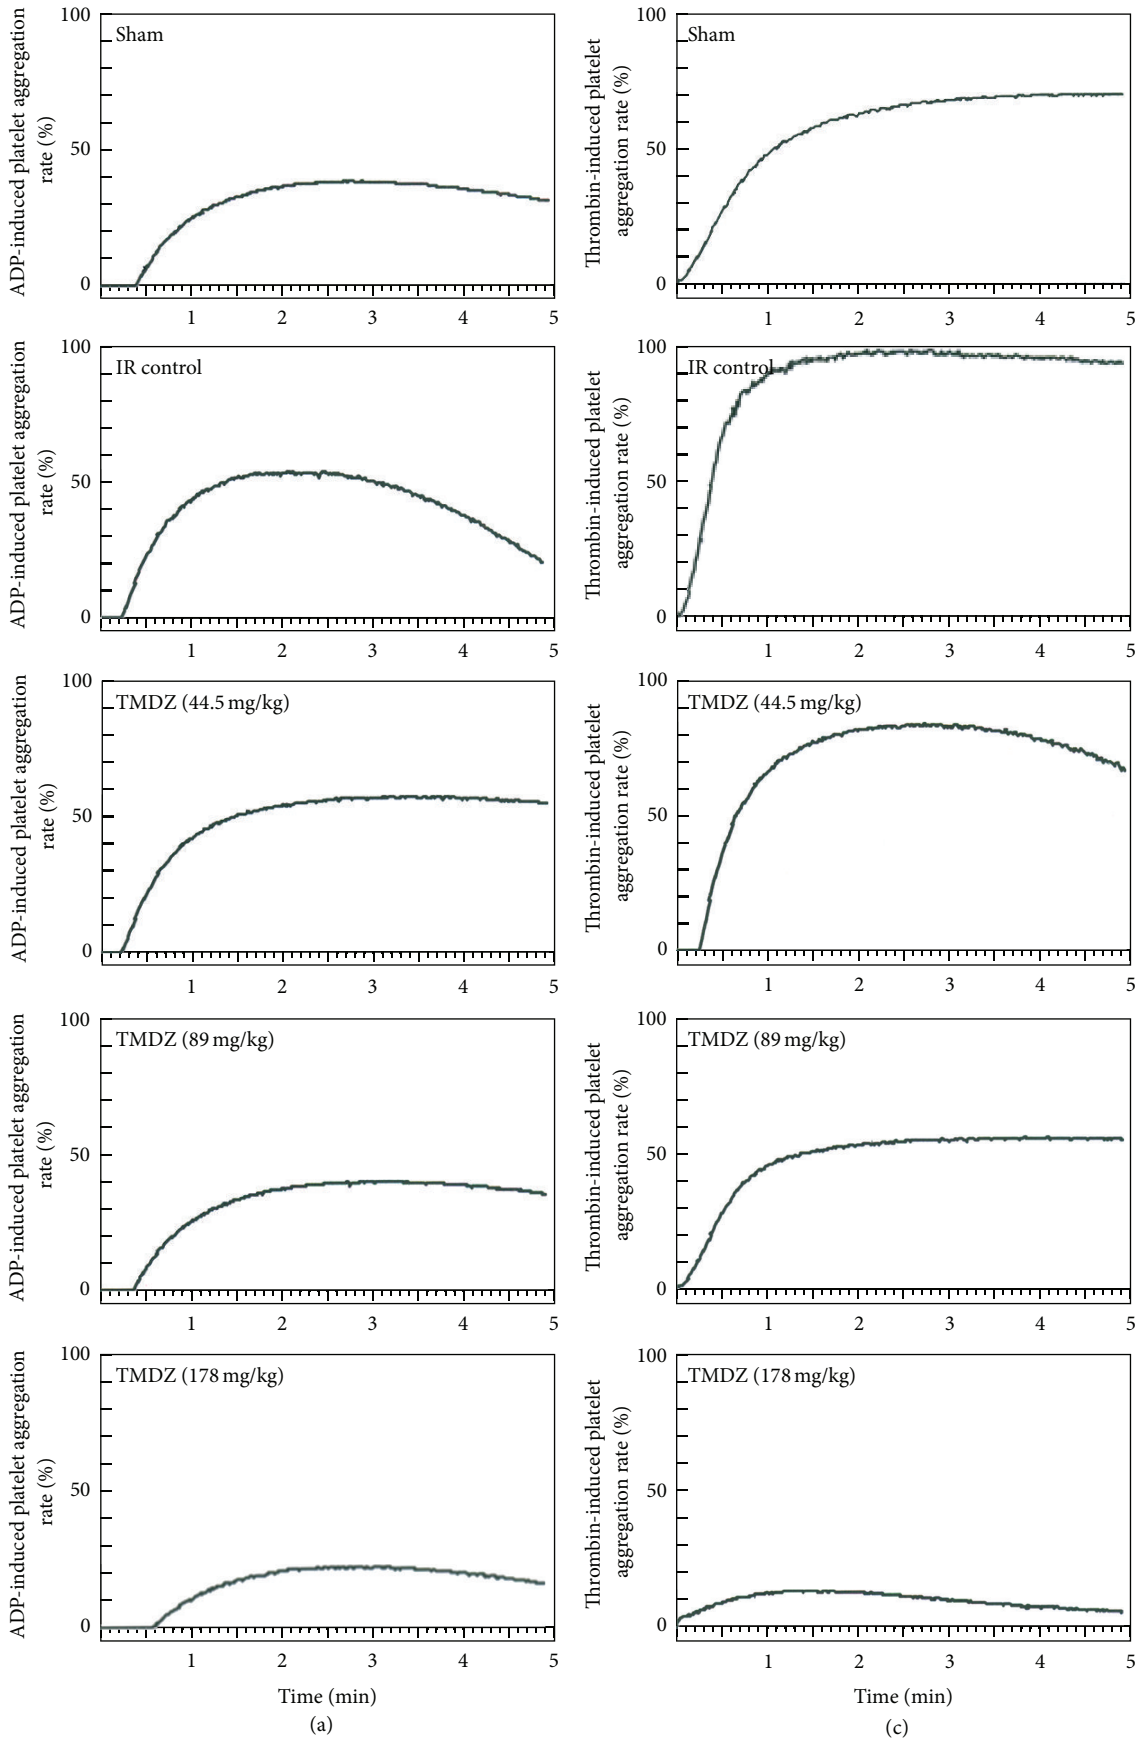 ADP-induced platelet aggregation
rate (%)
100
50
0
Sham
1 2 3 4 5
Thrombin-induced platelet
aggregation rate (%)
100
50
0
Sham
1 2 3 4 5
ADP-induced platelet aggregation
rate (%)
100
50
0
IR control
1 2 3 4 5
Thrombin-induced platelet
aggregation rate (%)
100
50
0
IR control
1 2 3 4 5
ADP-induced platelet aggregation
rate (%)
100
50
0
TMDZ (44.5 mg/kg)
1 2 3 4 5
Thrombin-induced platelet
aggregation rate (%)
100
50
0
TMDZ (44.5 mg/kg)
1 2 3 4 5
ADP-induced platelet aggregation
rate (%)
100
50
0
TMDZ (89 mg/kg)
1 2 3 4 5
Thrombin-induced platelet
aggregation rate (%)
100
50
0
TMDZ (89 mg/kg)
1 2 3 4 5
ADP-induced platelet aggregation
rate (%)
100
50
0
TMDZ (178 mg/kg)
1 2 3 4 5
Time (min)
(a)
Thrombin-induced platelet
aggregation rate (%)
100
50
0
TMDZ (178 mg/kg)
1 2 3 4 5
Time (min)
(c)